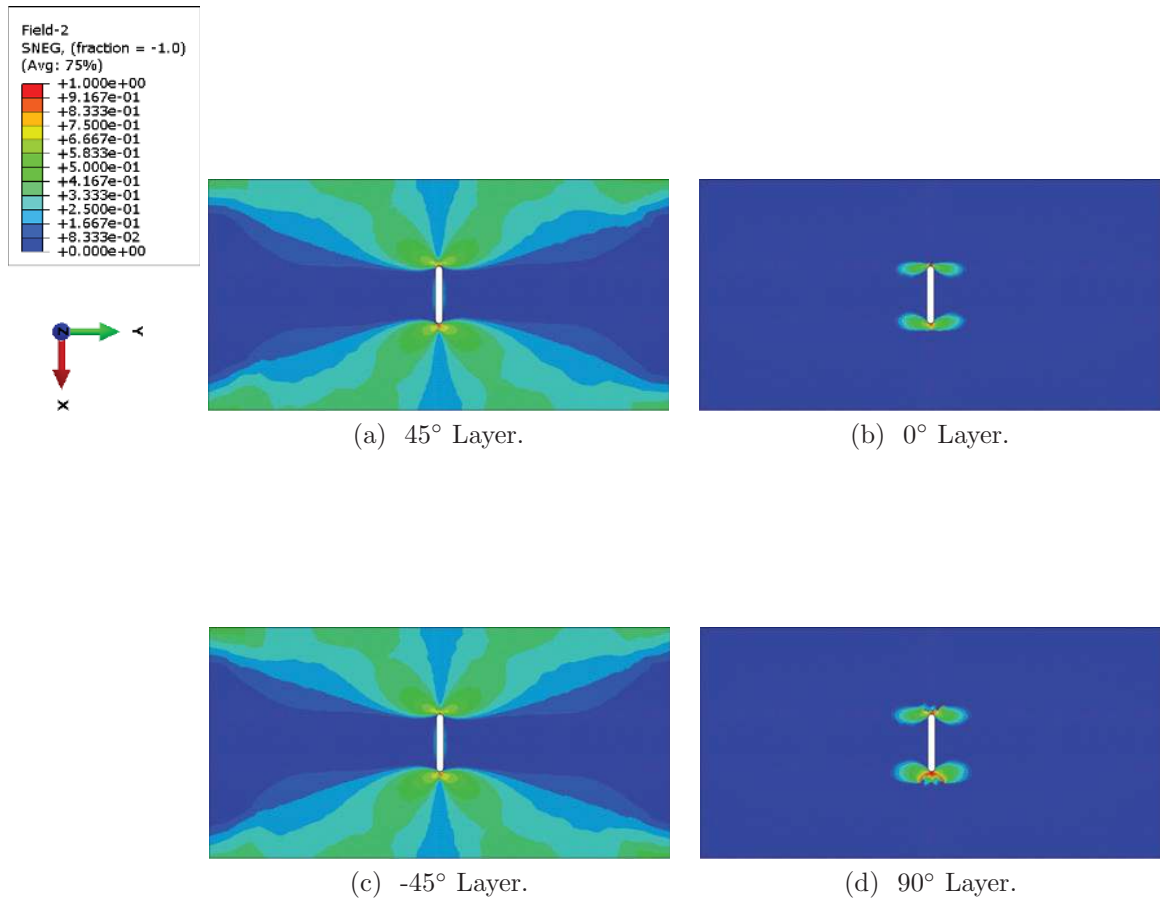 Field-2
SNEG, (fraction = -1.0)
(Avg: 75%)
+1.000e+00
+9.167e-01
+8.333e-01
+7.500e-01
+6.667e-01
+5.833e-01
+5.000e-01
+4.167e-01
+3.333e-01
+2.500e-01
+1.667e-01
+8.333e-02
+0.000e+00
Z
Y
X
(a) 45° Layer.
(b) 0° Layer.
(c) -45° Layer.
(d) 90° Layer.